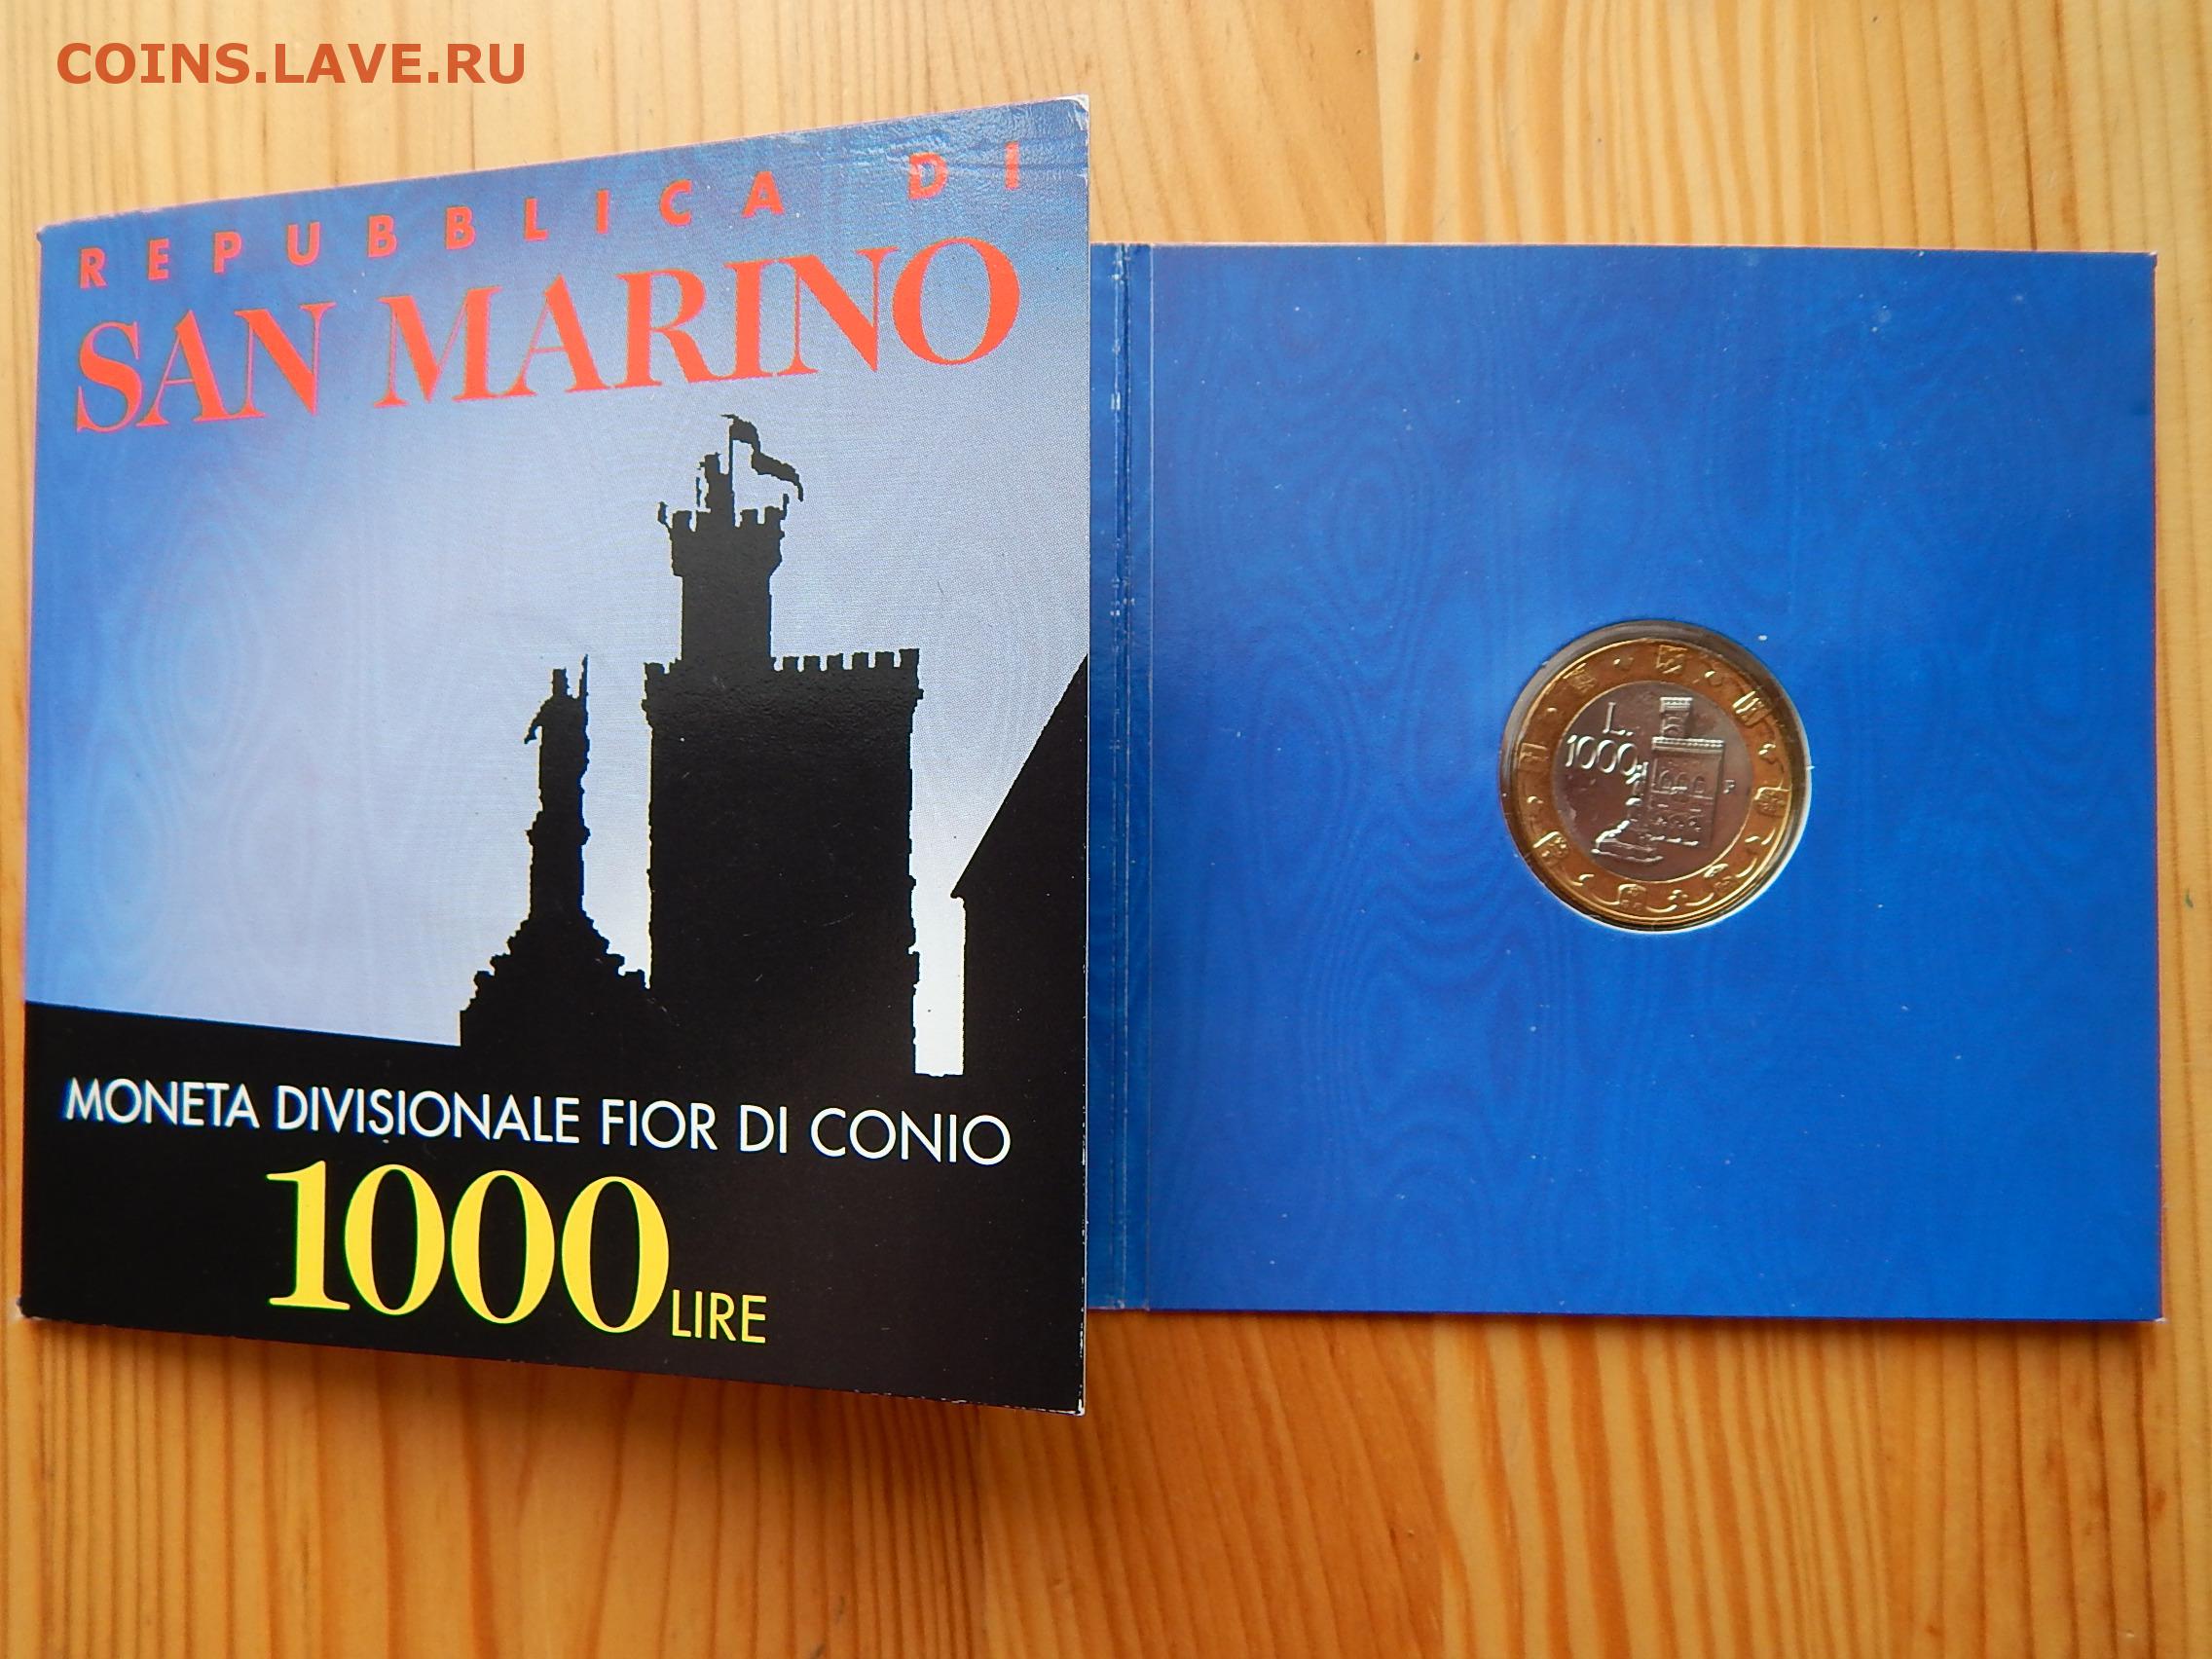 COINS.LAVE.RU
REPUBBLICA DI
SAN MARINO
MONETA DIVISIONALE FIOR DI CONIO
1000 LIRE
L.
1000
R